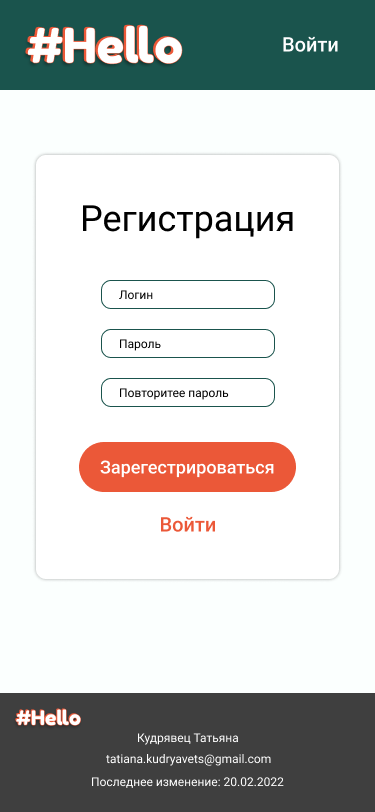 #Hello
Войти
Регистрация
Логин
Пароль
Повторитее пароль
Зарегестрироваться
Войти
#Hello
Кудрявец Татьяна
tatiana.kudryavets@gmail.com
Последнее изменение: 20.02.2022